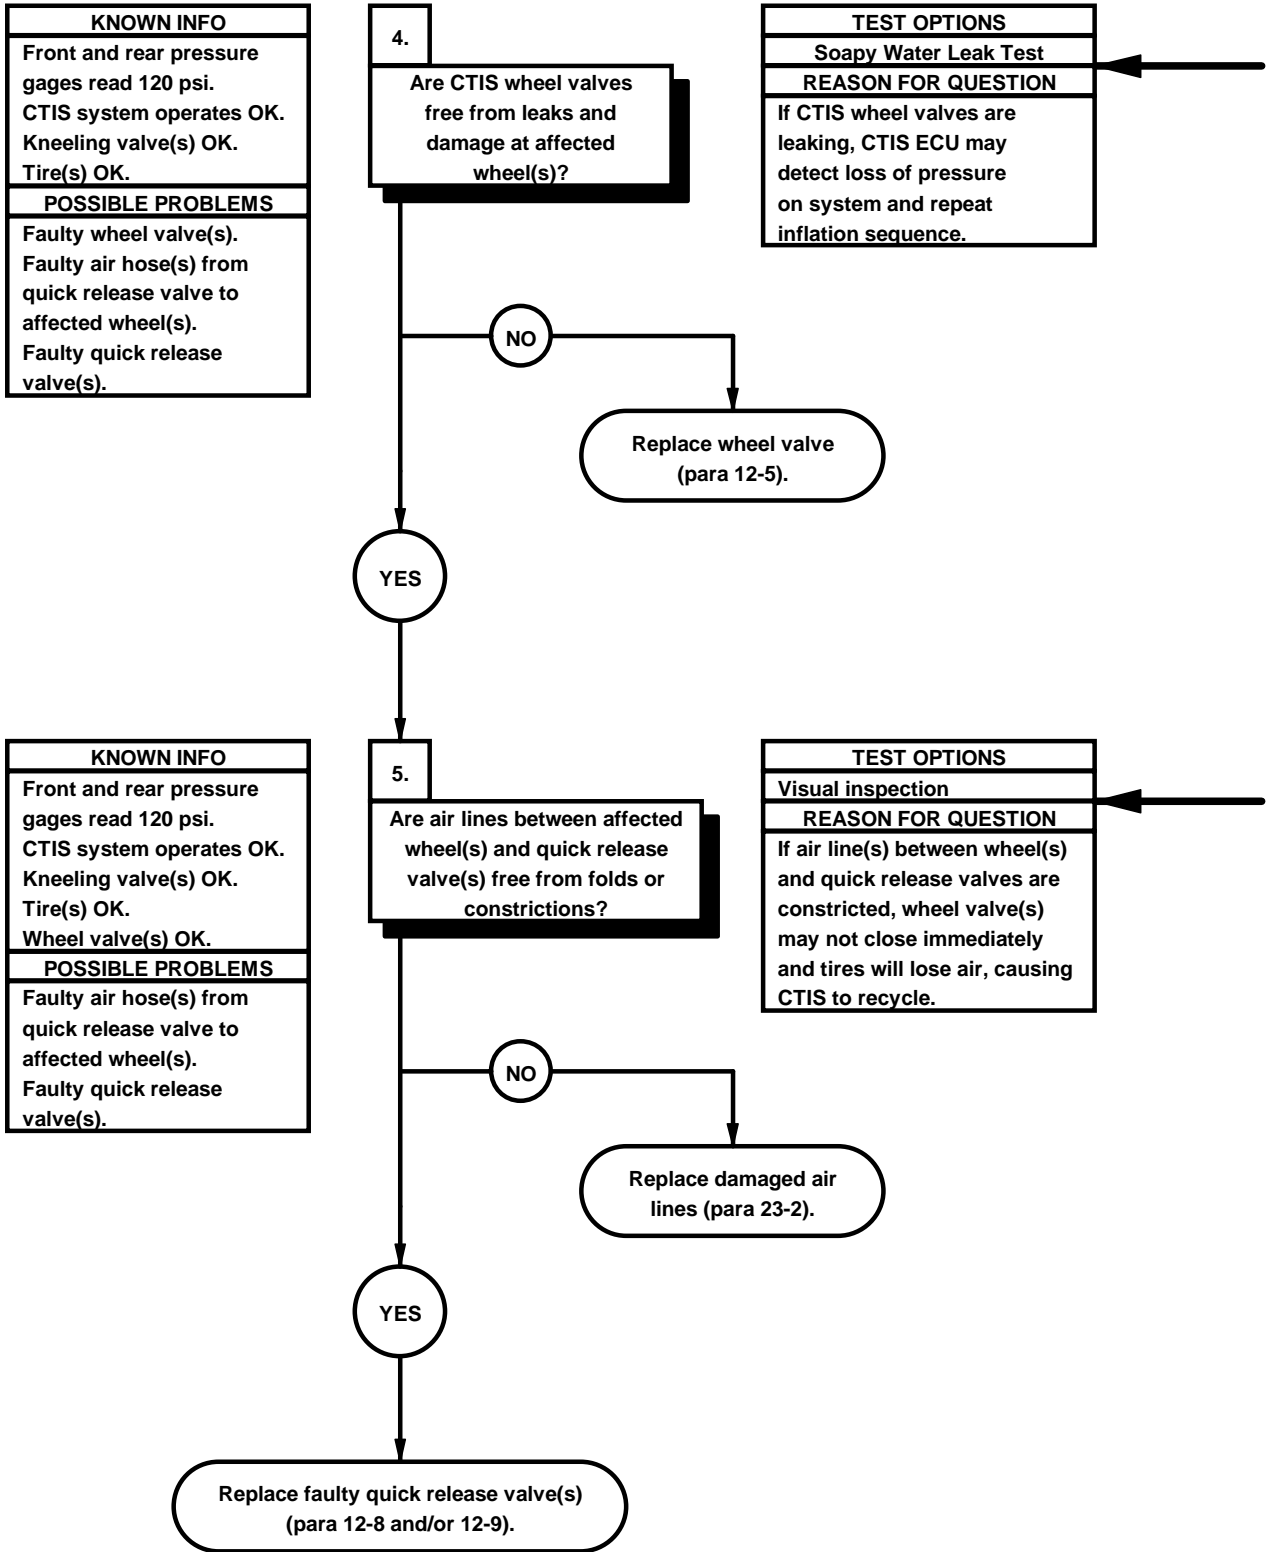 KNOWN INFO
Front and rear pressure
gages read 120 psi.
CTIS system operates OK.
Kneeling valve(s) OK.
Tire(s) OK.
POSSIBLE PROBLEMS
Faulty wheel valve(s).
Faulty air hose(s) from
quick release valve to
affected wheel(s).
Faulty quick release
valve(s).
4.
Are CTIS wheel valves
free from leaks and
damage at affected
wheel(s)?
TEST OPTIONS
Soapy Water Leak Test
REASON FOR QUESTION
If CTIS wheel valves are
leaking, CTIS ECU may
detect loss of pressure
on system and repeat
inflation sequence.
NO
Replace wheel valve
(para 12-5).
YES
KNOWN INFO
Front and rear pressure
gages read 120 psi.
CTIS system operates OK.
Kneeling valve(s) OK.
Tire(s) OK.
Wheel valve(s) OK.
POSSIBLE PROBLEMS
Faulty air hose(s) from
quick release valve to
affected wheel(s).
Faulty quick release
valve(s).
5.
Are air lines between affected
wheel(s) and quick release
valve(s) free from folds or
constrictions?
TEST OPTIONS
Visual inspection
REASON FOR QUESTION
If air line(s) between wheel(s)
and quick release valves are
constricted, wheel valve(s)
may not close immediately
and tires will lose air, causing
CTIS to recycle.
NO
Replace damaged air
lines (para 23-2).
YES
Replace faulty quick release valve(s)
(para 12-8 and/or 12-9).